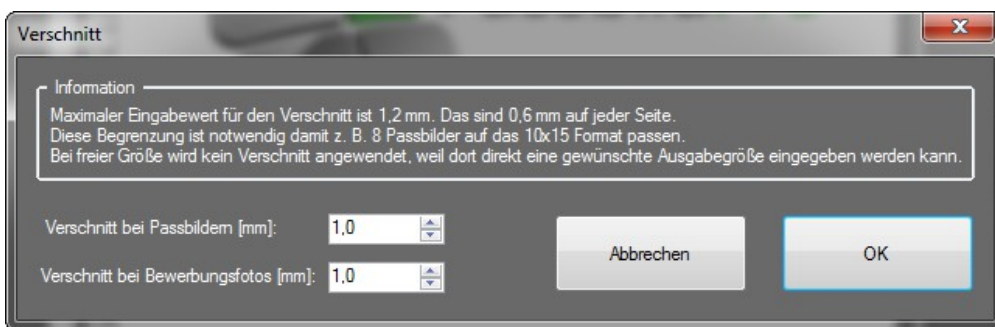 Verschnitt
Information
Maximaler Eingabewert für den Verschnitt ist 1,2 mm. Das sind 0,6 mm auf jeder Seite.
Diese Begrenzung ist notwendig damit z. B. 8 Passbilder auf das 10x15 Format passen.
Bei freier Größe wird kein Verschnitt angewendet, weil dort direkt eine gewünschte Ausgabegröße eingegeben werden kann.
Verschnitt bei Passbildern [mm]: 1,0
Verschnitt bei Bewerbungsfotos [mm]: 1,0
Abbrechen
OK